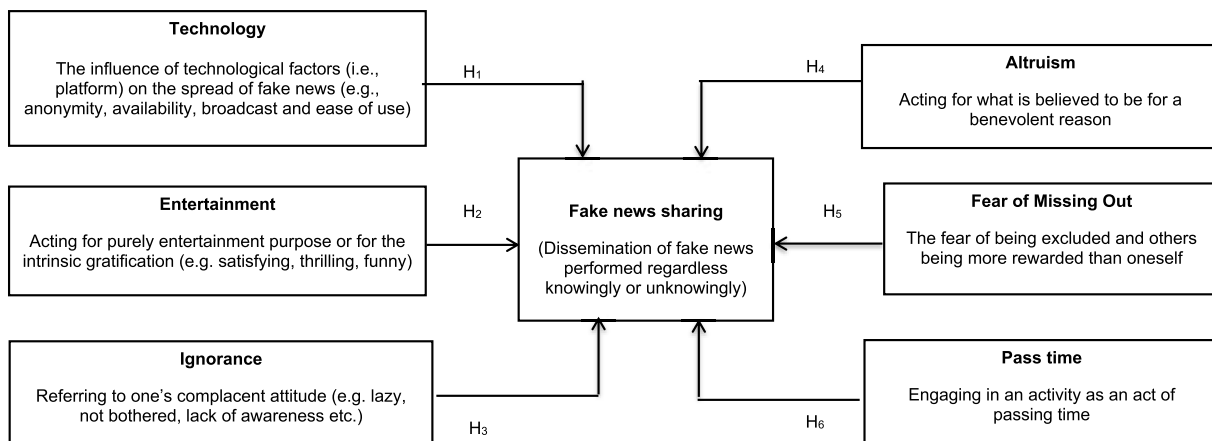 Technology
The influence of technological factors (i.e.,
platform) on the spread of fake news (e.g.,
anonymity, availability, broadcast and ease of use)
H1
H4
Altruism
Acting for what is believed to be for a
benevolent reason
Entertainment
Acting for purely entertainment purpose or for the
intrinsic gratification (e.g. satisfying, thrilling, funny)
H2
Fake news sharing
(Dissemination of fake news
performed regardless
knowingly or unknowingly)
H5
Fear of Missing Out
The fear of being excluded and others
being more rewarded than oneself
Ignorance
Referring to one’s complacent attitude (e.g. lazy,
not bothered, lack of awareness etc.)
H3
H6
Pass time
Engaging in an activity as an act of
passing time